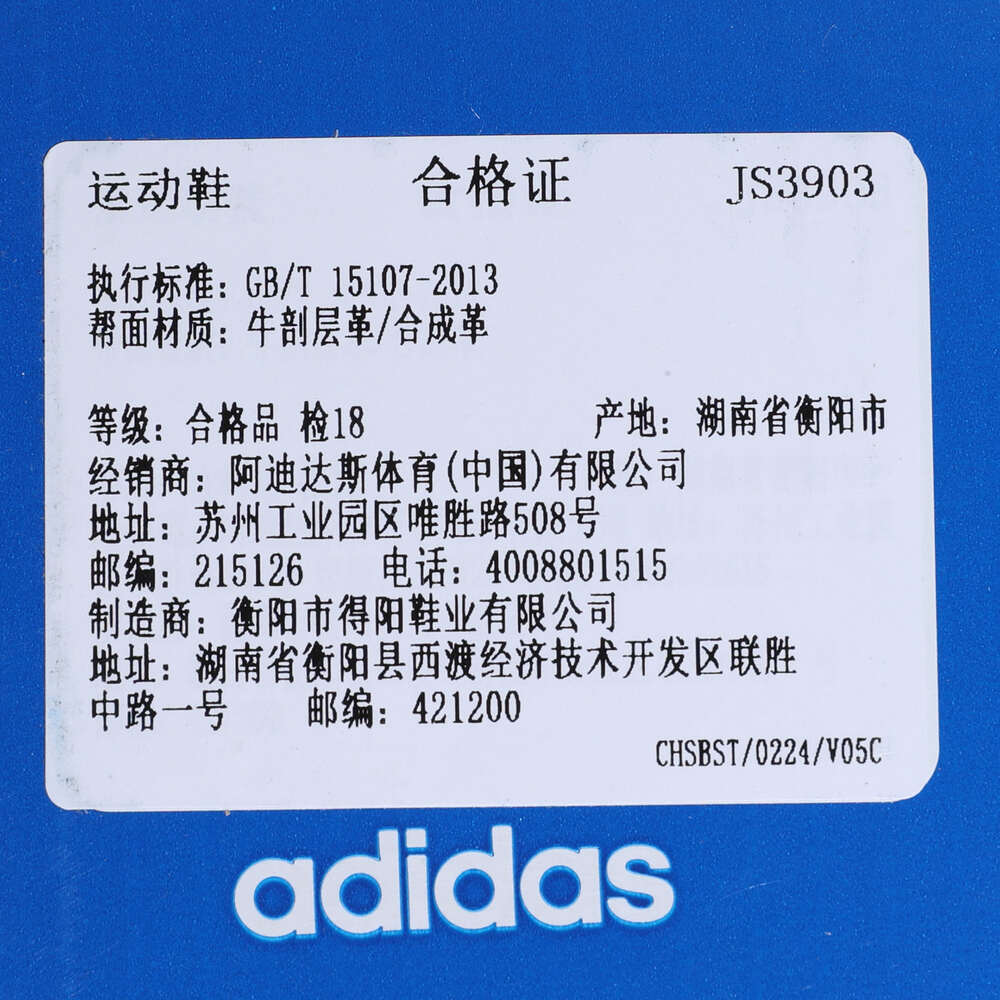 运动鞋 合格证 JS3903
执行标准: GB/T 15107-2013
帮面材质: 牛剖层革/合成革
等级: 合格品 检18 产地: 湖南省衡阳市
经销商: 阿迪达斯体育(中国)有限公司
地址: 苏州工业园区唯胜路508号
邮编: 215126 电话: 4008801515
制造商: 衡阳市得阳鞋业有限公司
地址: 湖南省衡阳县西渡经济技术开发区联胜
中路一号 邮编: 421200
CHSBST/0224/V05C
adidas